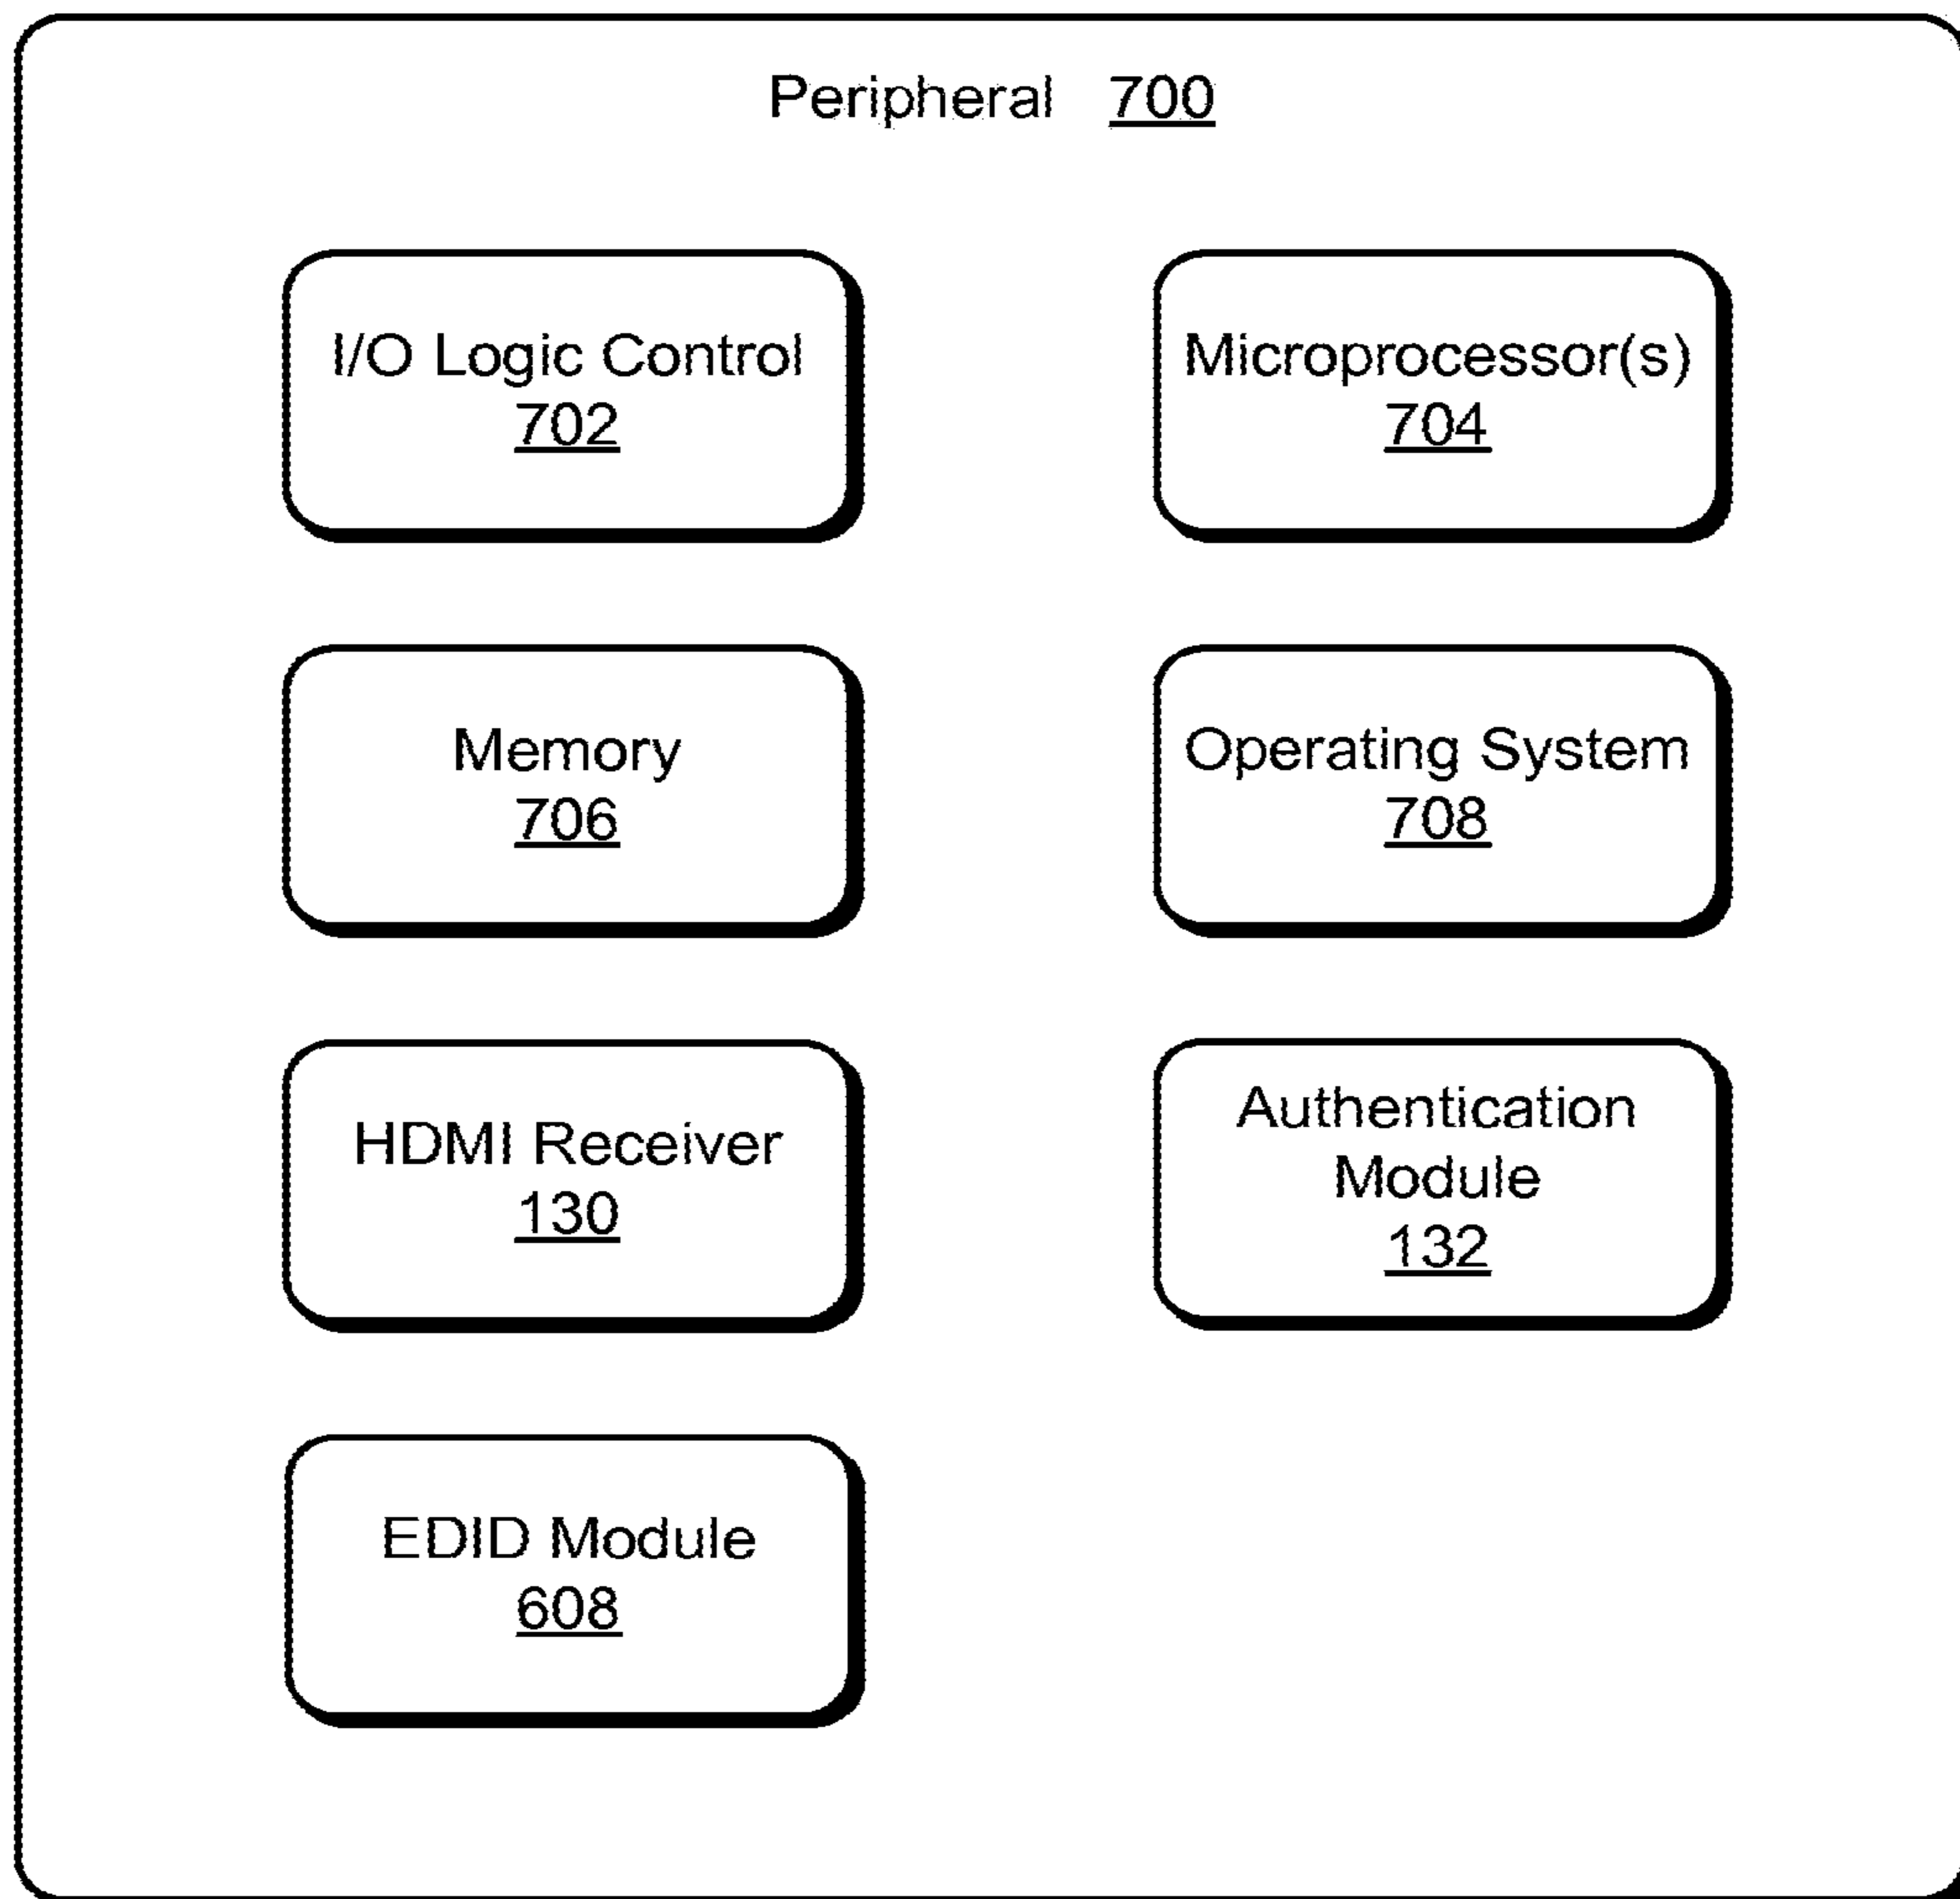 Peripheral 700
I/O Logic Control
702
Microprocessor(s)
704
Memory
706
Operating System
708
HDMI Receiver
130
Authentication
Module
132
EDID Module
608